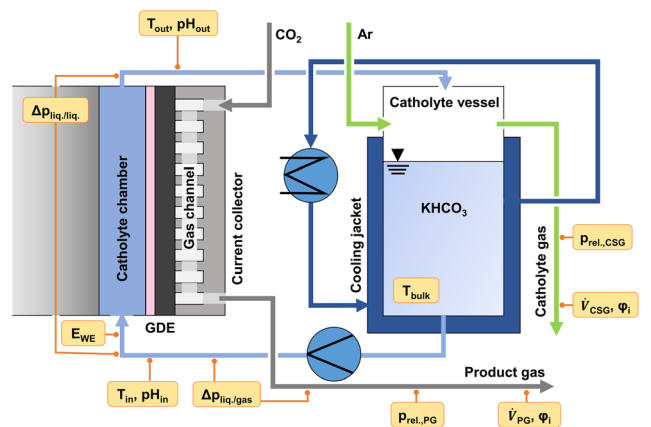 T_out, pH_out
CO₂
Ar
Δp_liq./liq.
Catholyte vessel
Catholyte chamber
Gas channel
Current collector
Cooling jacket
KHCO₃
Catholyte gas
p_rel.,CSG
T_bulk
V̇_CSG, φ_i
GDE
E_WE
Product gas
T_in, pH_in
Δp_liq./gas
p_rel.,PG
V̇_PG, φ_i